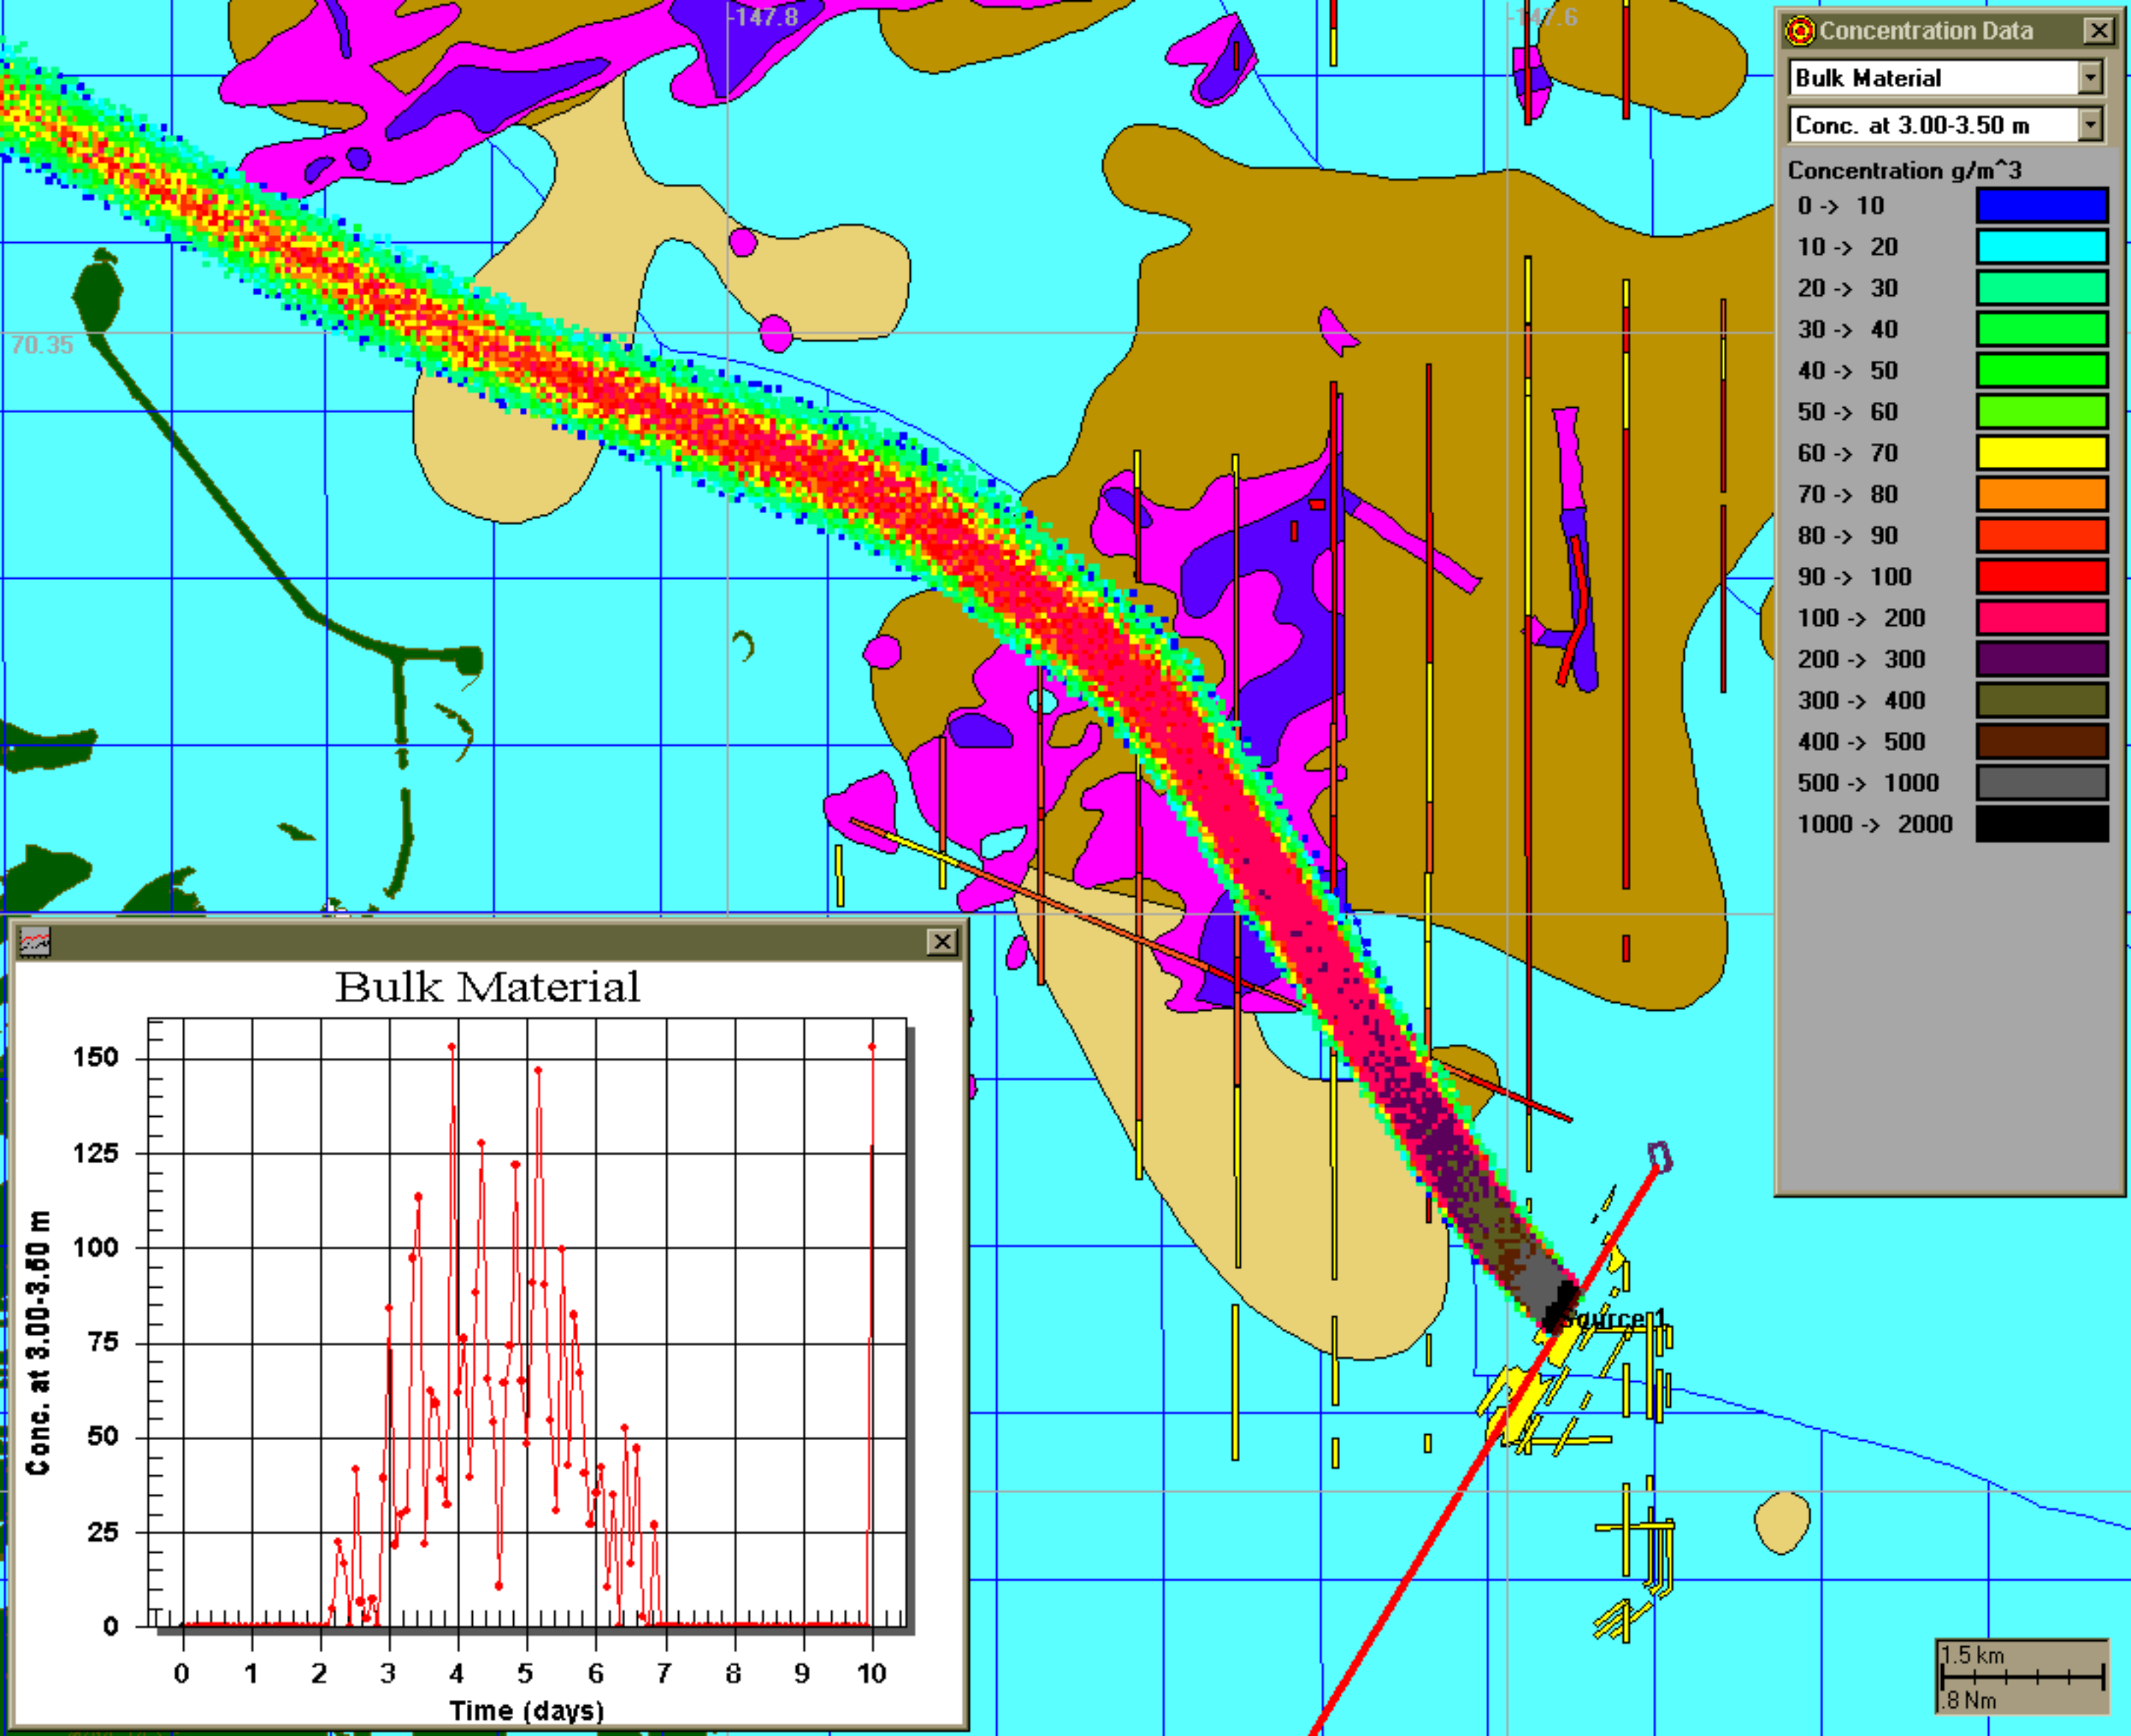 -147.8
-147.6
70.35
Concentration Data
Bulk Material
Conc. at 3.00-3.50 m
Concentration g/m^3
0 -> 10
10 -> 20
20 -> 30
30 -> 40
40 -> 50
50 -> 60
60 -> 70
70 -> 80
80 -> 90
90 -> 100
100 -> 200
200 -> 300
300 -> 400
400 -> 500
500 -> 1000
1000 -> 2000
Source 1
Bulk Material
Conc. at 3.00-3.50 m
150
125
100
75
50
25
0
0 1 2 3 4 5 6 7 8 9 10
Time (days)
1.5 km
.8 Nm